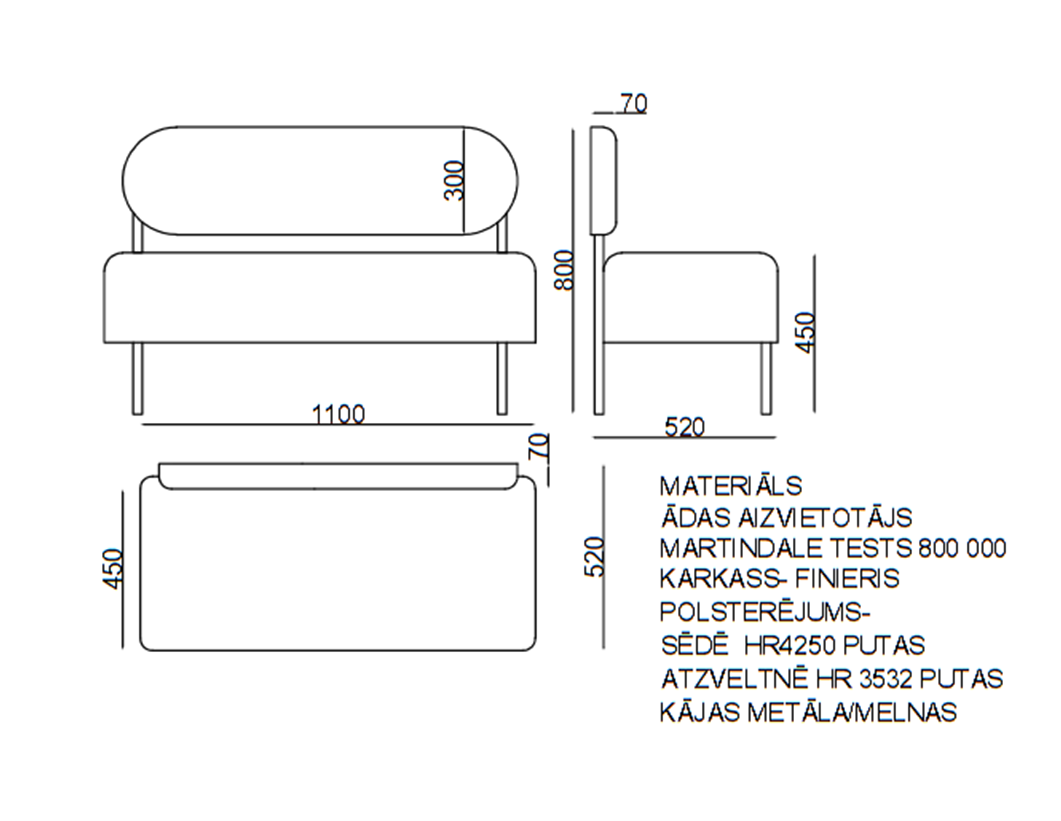 70
300
800
450
1100
520
70
450
520
MATERIĀLS
ĀDAS AIZVIETOTĀJS
MARTINDALE TESTS 800 000
KARKASS- FINIERIS
POLSTERĒJUMS-
SĒDĒ HR4250 PUTAS
ATZVELTNĒ HR 3532 PUTAS
KĀJAS METĀLA/MELNAS